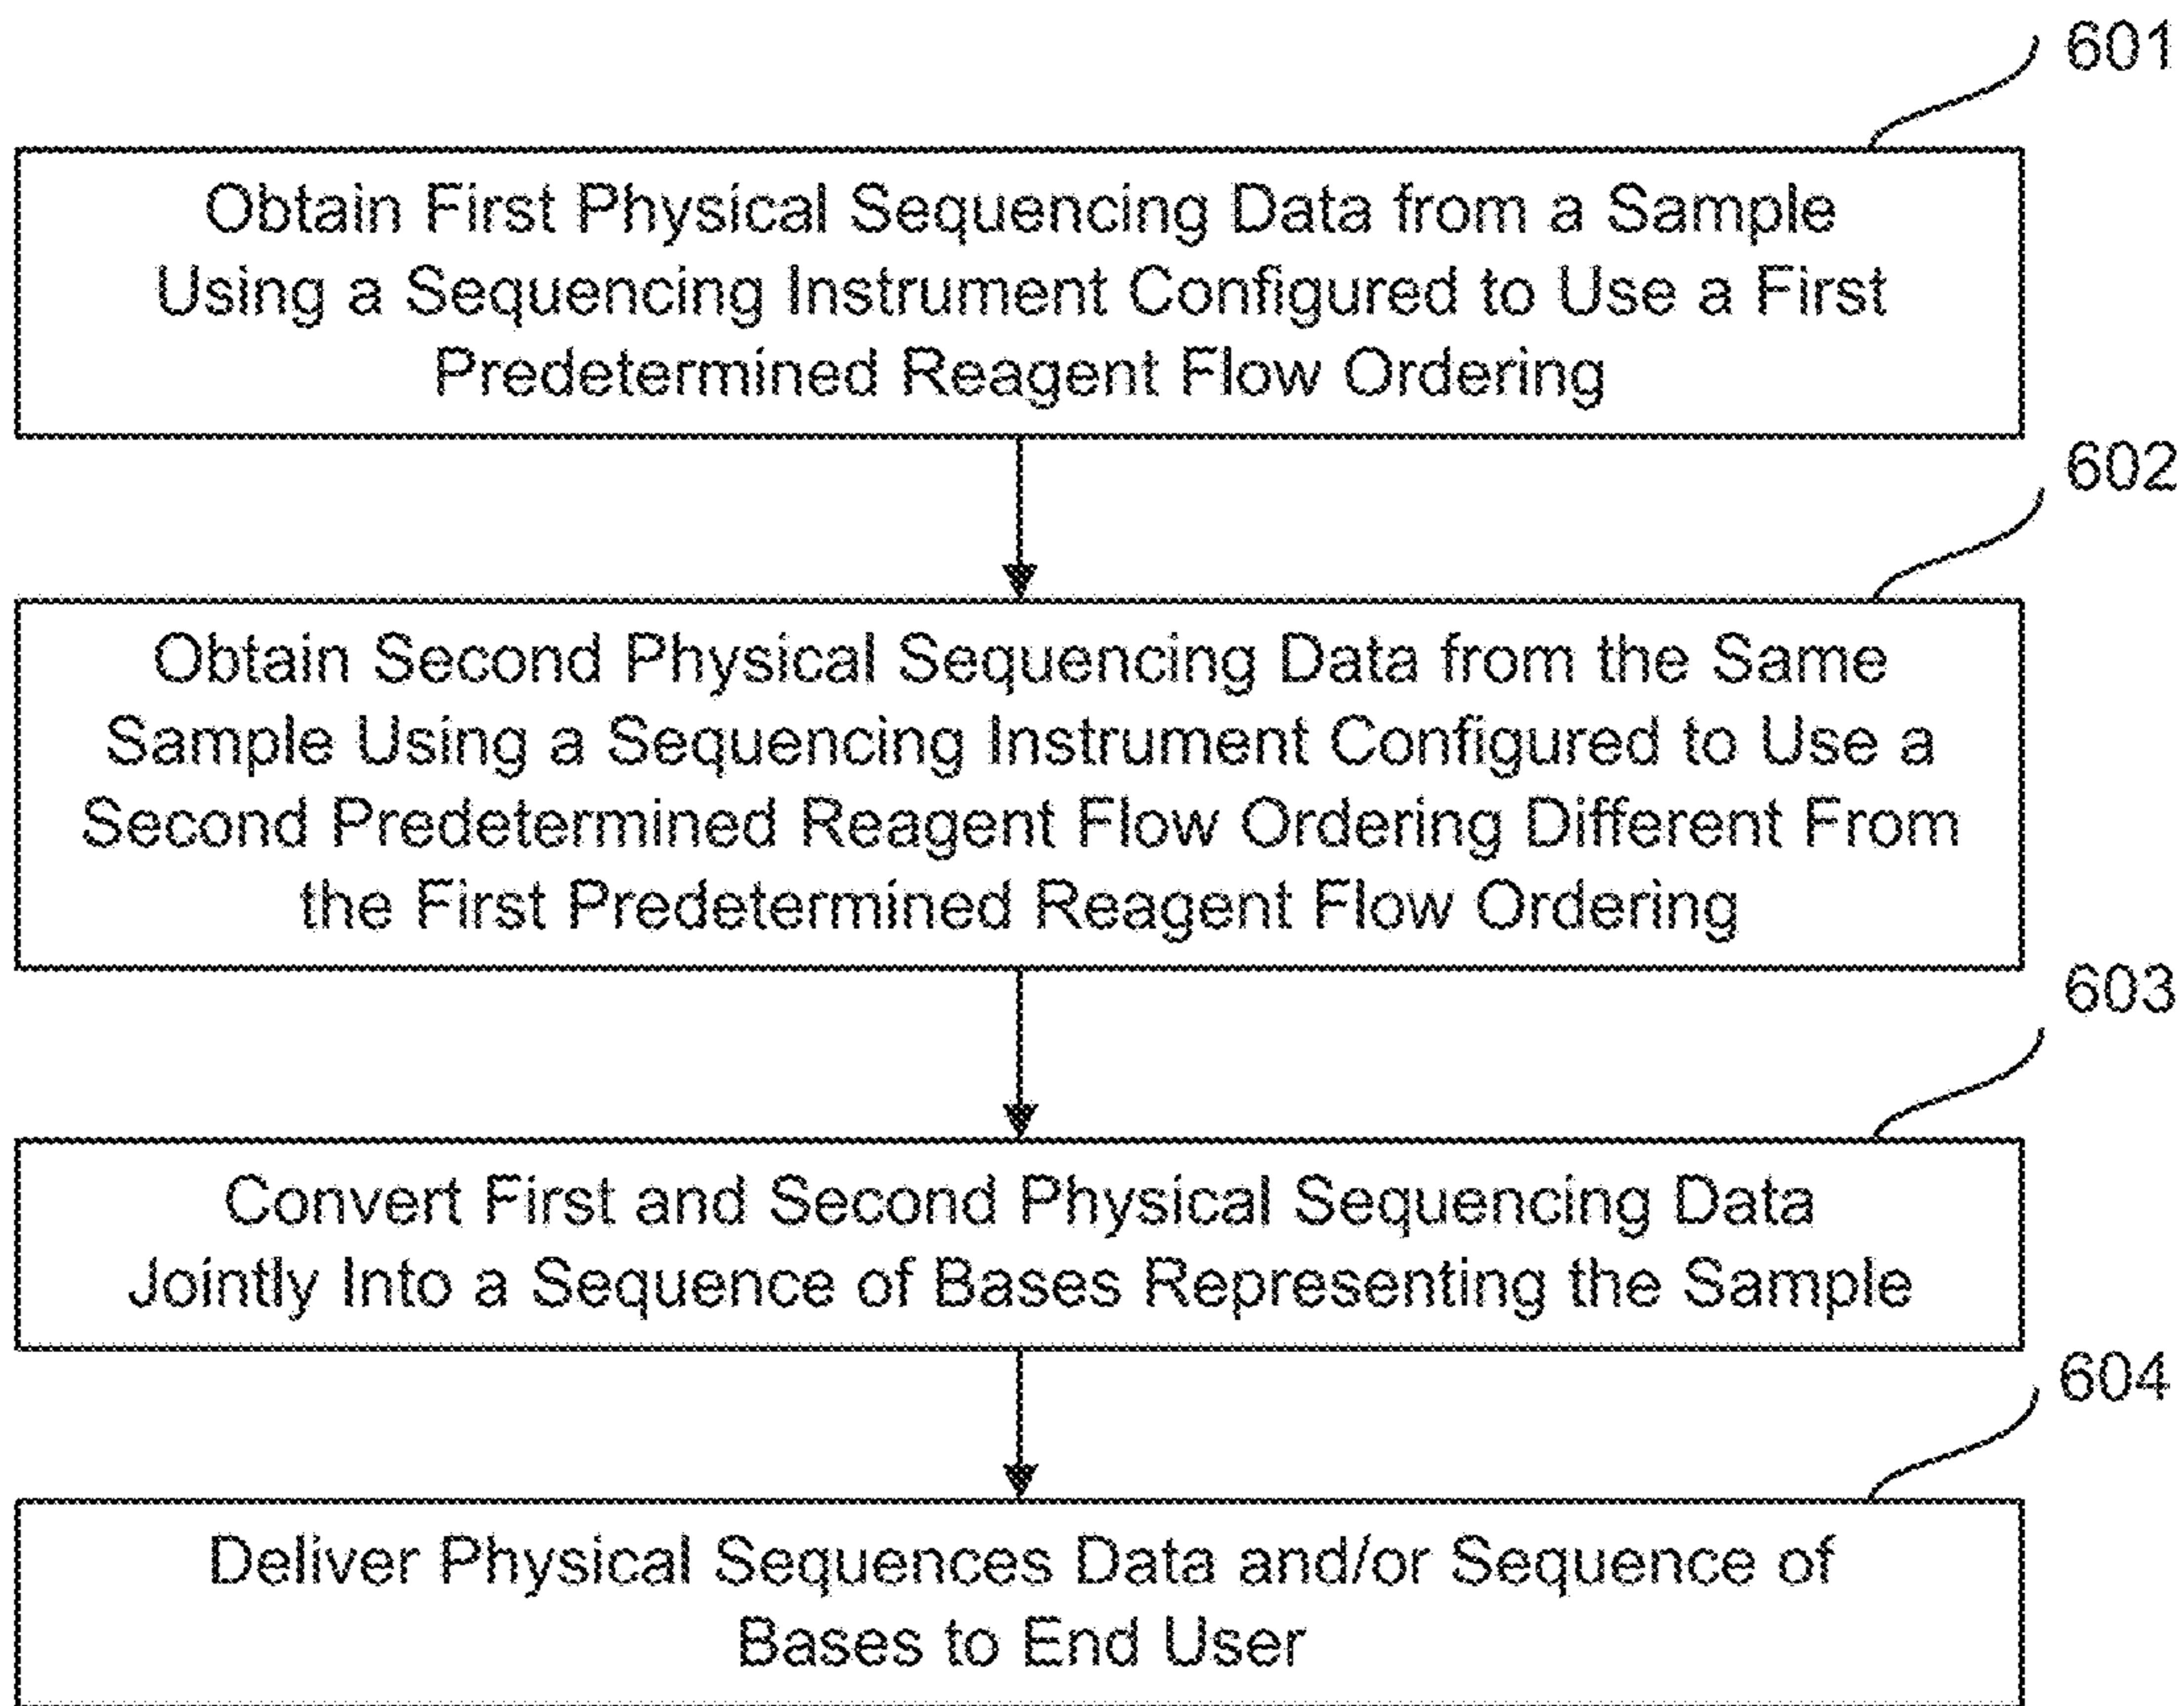 601
Obtain First Physical Sequencing Data from a Sample
Using a Sequencing Instrument Configured to Use a First
Predetermined Reagent Flow Ordering
602
Obtain Second Physical Sequencing Data from the Same
Sample Using a Sequencing Instrument Configured to Use a
Second Predetermined Reagent Flow Ordering Different From
the First Predetermined Reagent Flow Ordering
603
Convert First and Second Physical Sequencing Data
Jointly Into a Sequence of Bases Representing the Sample
604
Deliver Physical Sequences Data and/or Sequence of
Bases to End User